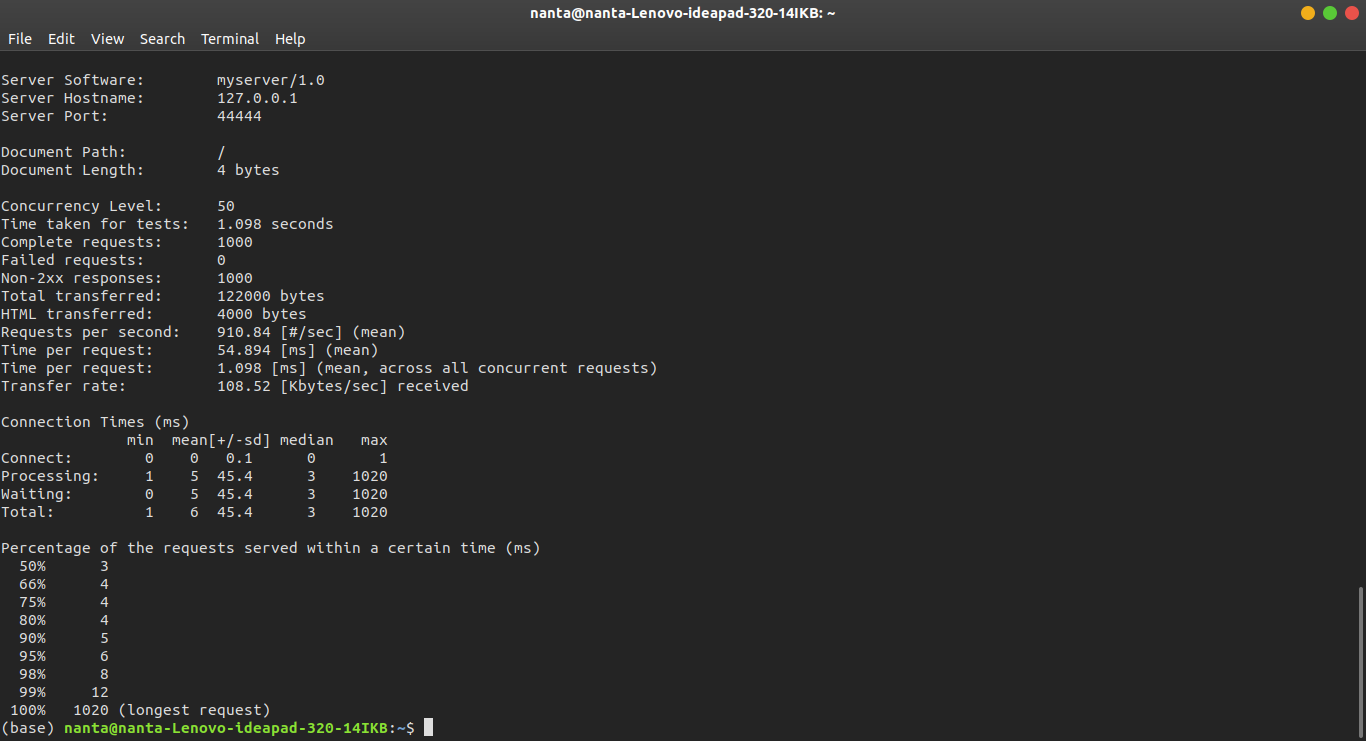 nanta@nanta-Lenovo-ideapad-320-14IKB: ~
File Edit View Search Terminal Help
Server Software:        myserver/1.0
Server Hostname:        127.0.0.1
Server Port:            44444
Document Path:          /
Document Length:        4 bytes
Concurrency Level:      50
Time taken for tests:   1.098 seconds
Complete requests:      1000
Failed requests:        0
Non-2xx responses:      1000
Total transferred:      122000 bytes
HTML transferred:       4000 bytes
Requests per second:    910.84 [#/sec] (mean)
Time per request:       54.894 [ms] (mean)
Time per request:       1.098 [ms] (mean, across all concurrent requests)
Transfer rate:          108.52 [Kbytes/sec] received
Connection Times (ms)
              min  mean[+/-sd] median   max
Connect:        0    0   0.1      0       1
Processing:     1    5  45.4      3    1020
Waiting:        0    5  45.4      3    1020
Total:          1    6  45.4      3    1020
Percentage of the requests served within a certain time (ms)
  50%      3
  66%      4
  75%      4
  80%      4
  90%      5
  95%      6
  98%      8
  99%     12
 100%   1020 (longest request)
(base) nanta@nanta-Lenovo-ideapad-320-14IKB:~$